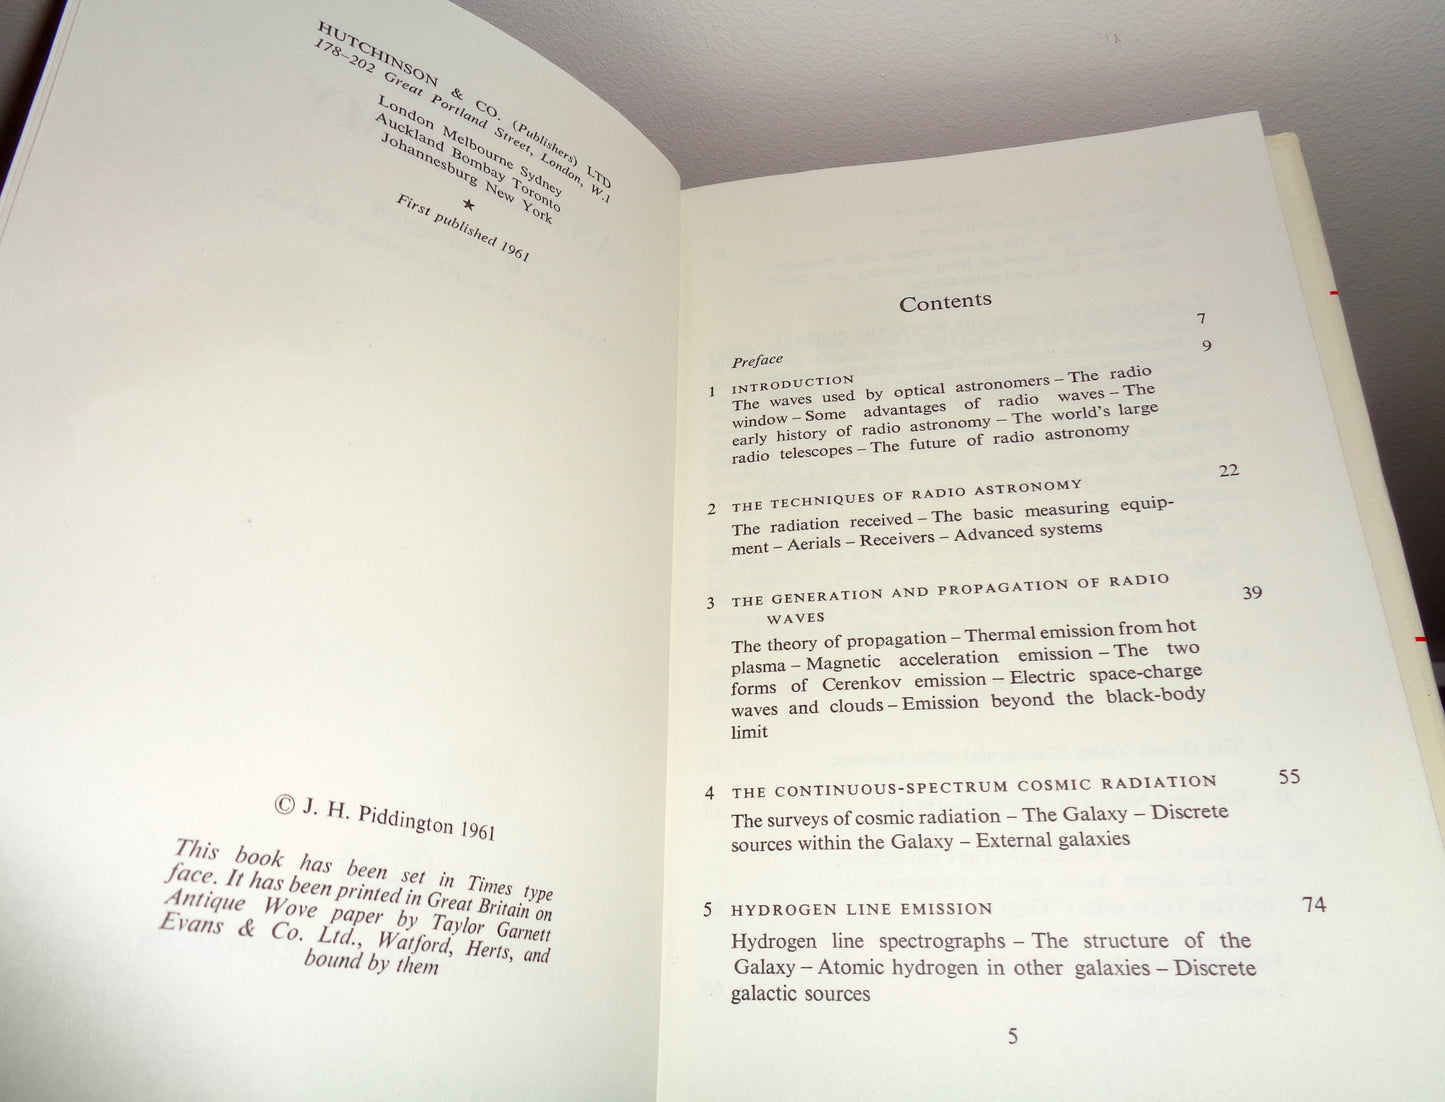 HUTCHINSON & CO. (Publishers) LTD
178–202 Great Portland Street, London, W.1
London Melbourne Sydney
Auckland Bombay Toronto
Johannesburg New York
★
First published 1961
© J. H. Piddington 1961
This book has been set in Times type
face. It has been printed in Great Britain on
Antique Wove paper by Taylor Garnett
Evans & Co. Ltd., Watford, Herts, and
bound by them
Contents
Preface 7
1 INTRODUCTION 9
The waves used by optical astronomers – The radio
window – Some advantages of radio waves – The
early history of radio astronomy – The world's large
radio telescopes – The future of radio astronomy
2 THE TECHNIQUES OF RADIO ASTRONOMY 22
The radiation received – The basic measuring equip-
ment – Aerials – Receivers – Advanced systems
3 THE GENERATION AND PROPAGATION OF RADIO
WAVES 39
The theory of propagation – Thermal emission from hot
plasma – Magnetic acceleration emission – The two
forms of Cerenkov emission – Electric space-charge
waves and clouds – Emission beyond the black-body
limit
4 THE CONTINUOUS-SPECTRUM COSMIC RADIATION 55
The surveys of cosmic radiation – The Galaxy – Discrete
sources within the Galaxy – External galaxies
5 HYDROGEN LINE EMISSION 74
Hydrogen line spectrographs – The structure of the
Galaxy – Atomic hydrogen in other galaxies – Discrete
galactic sources
5